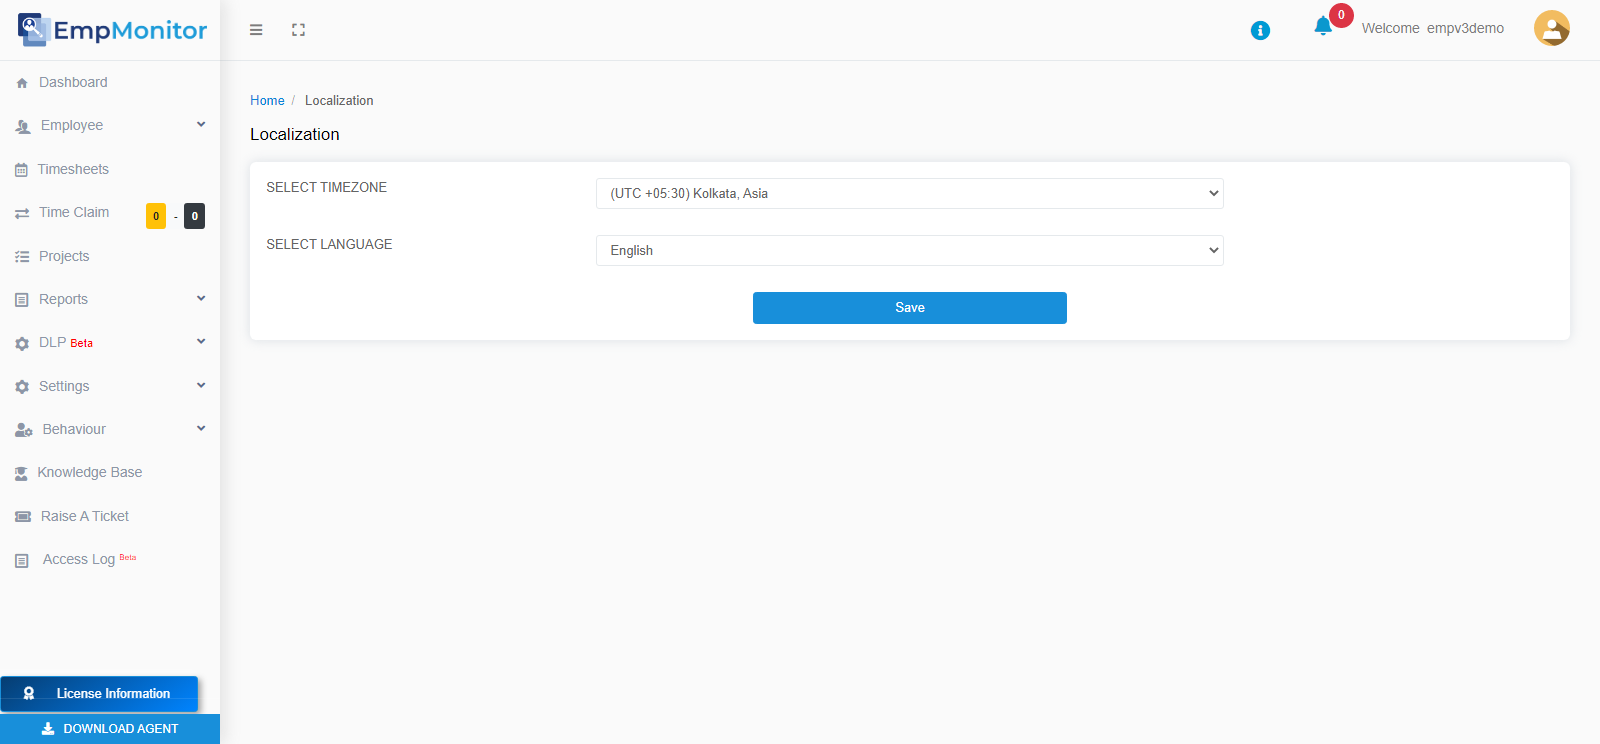 EmpMonitor
0
Welcome empv3demo
Dashboard
Employee
Timesheets
Time Claim 0 - 0
Projects
Reports
DLP Beta
Settings
Behaviour
Knowledge Base
Raise A Ticket
Access Log Beta
License Information
DOWNLOAD AGENT
Home / Localization
Localization
SELECT TIMEZONE
(UTC +05:30) Kolkata, Asia
SELECT LANGUAGE
English
Save